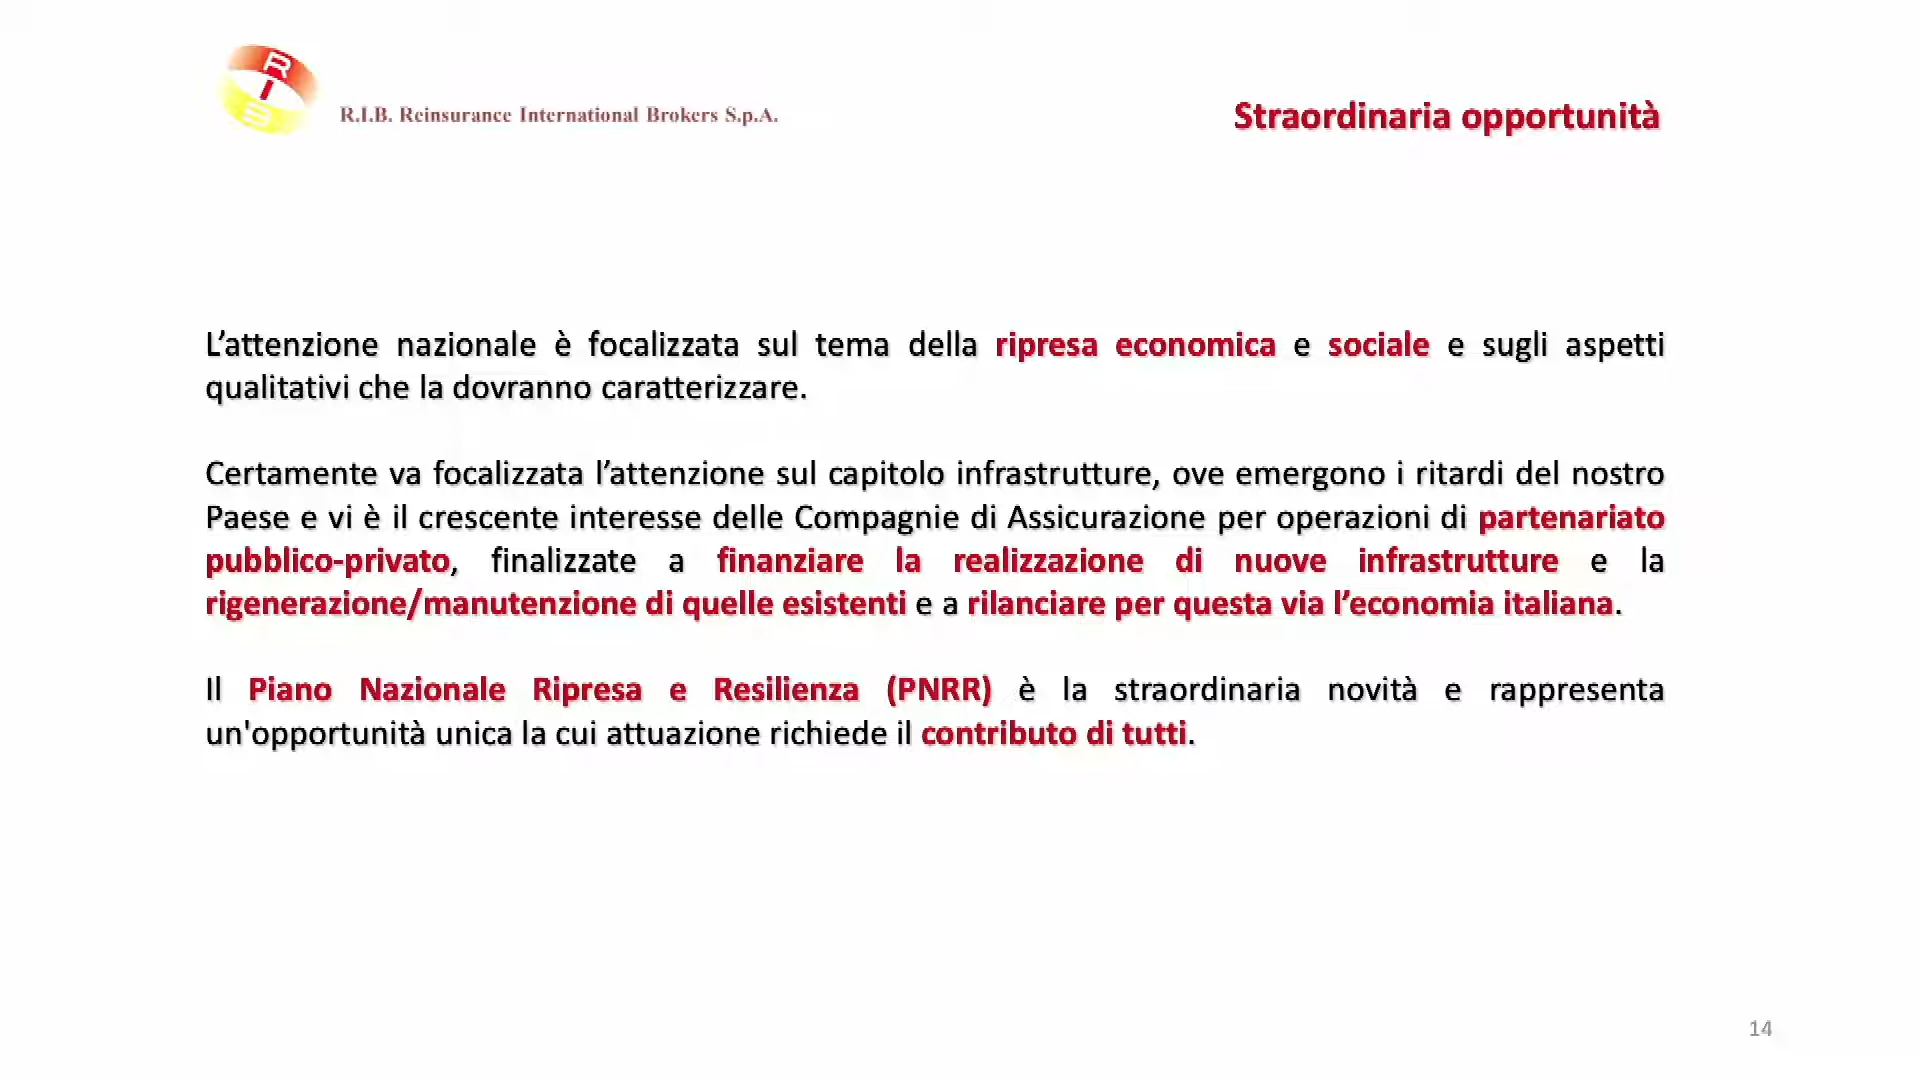 R I B
R.I.B. Reinsurance International Brokers S.p.A.
Straordinaria opportunità
L’attenzione nazionale è focalizzata sul tema della ripresa economica e sociale e sugli aspetti
qualitativi che la dovranno caratterizzare.
Certamente va focalizzata l’attenzione sul capitolo infrastrutture, ove emergono i ritardi del nostro
Paese e vi è il crescente interesse delle Compagnie di Assicurazione per operazioni di partenariato
pubblico-privato, finalizzate a finanziare la realizzazione di nuove infrastrutture e la
rigenerazione/manutenzione di quelle esistenti e a rilanciare per questa via l’economia italiana.
Il Piano Nazionale Ripresa e Resilienza (PNRR) è la straordinaria novità e rappresenta
un'opportunità unica la cui attuazione richiede il contributo di tutti.
14